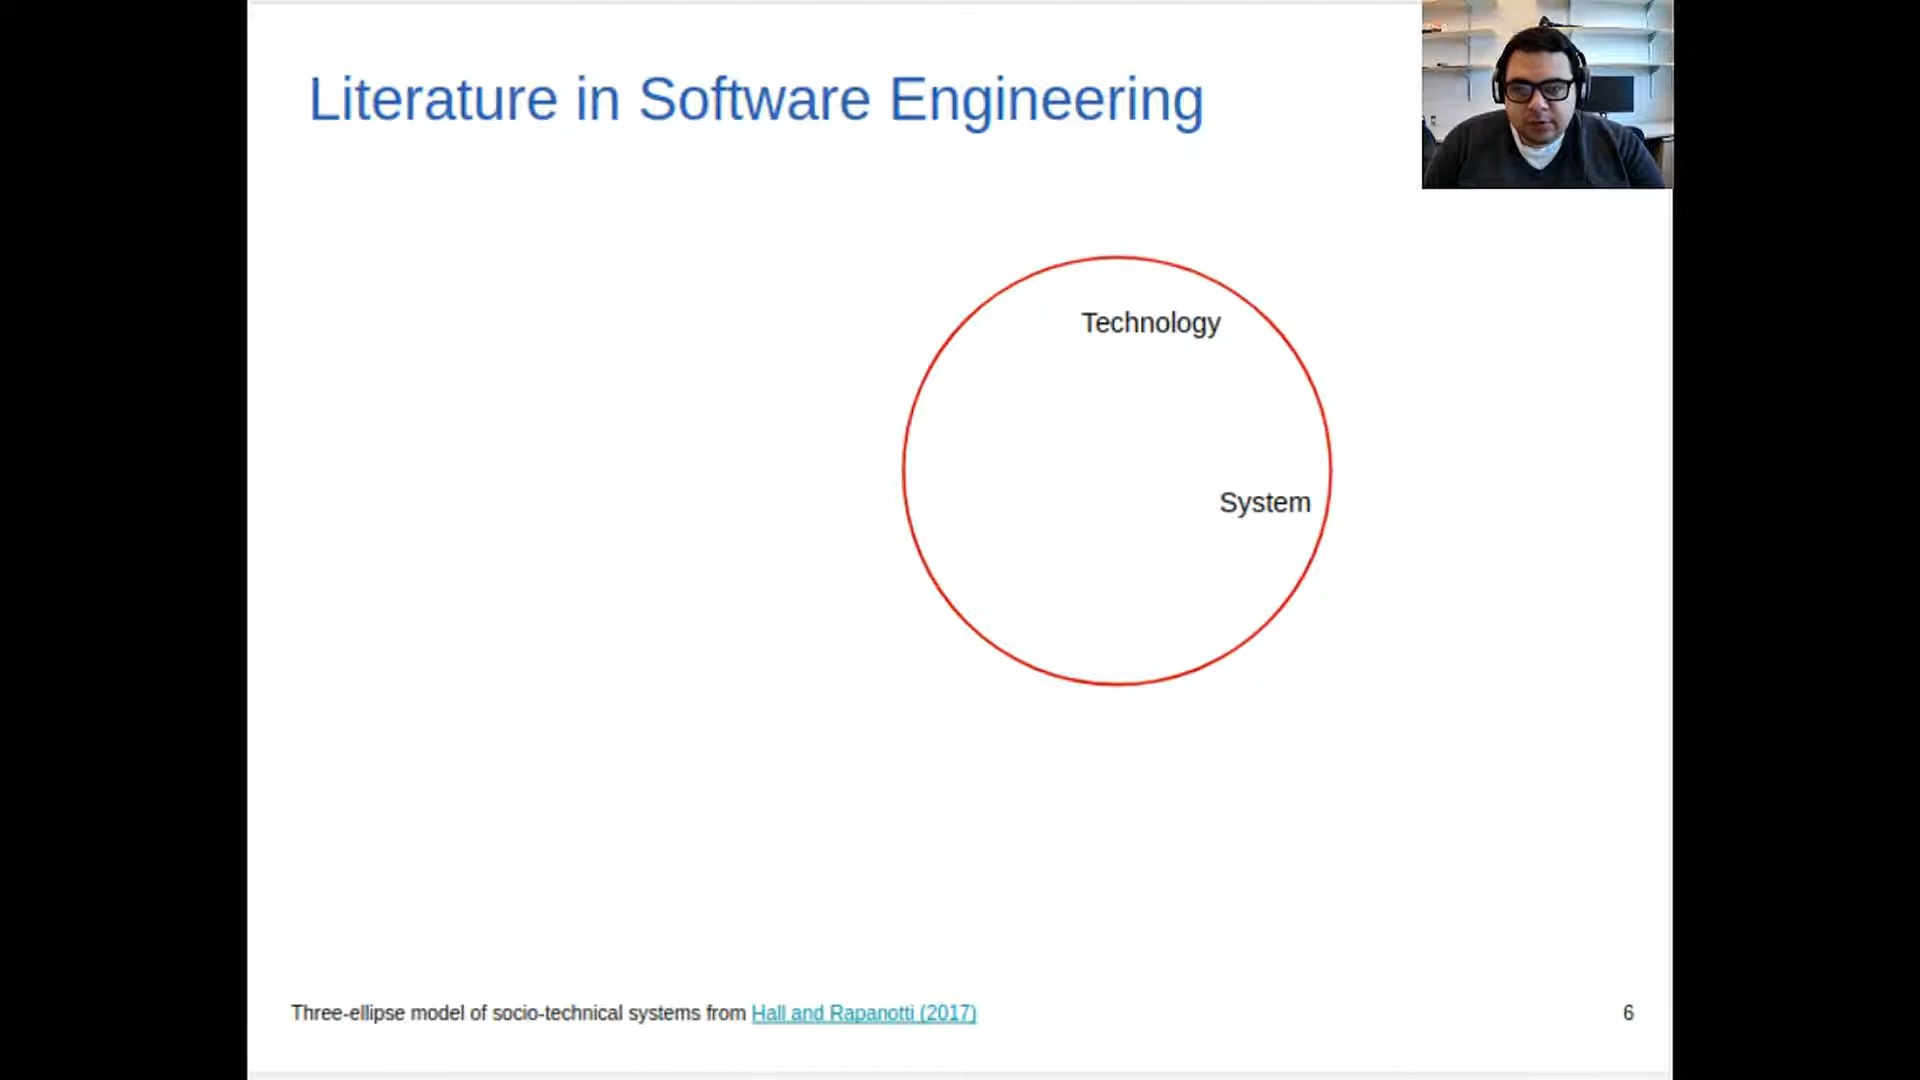 Literature in Software Engineering
Technology
System
Three-ellipse model of socio-technical systems from Hall and Rapanotti (2017)
6